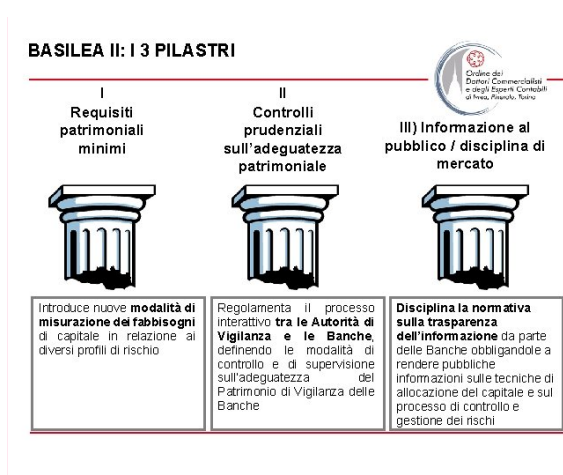 BASILEA II: I 3 PILASTRI
Ordine dei
Dottori Commercialisti
e degli Esperti Contabili
di Ivrea, Pinerolo, Torino
I
Requisiti
patrimoniali
minimi
II
Controlli
prudenziali
sull'adeguatezza
patrimoniale
III) Informazione al
pubblico / disciplina di
mercato
Introduce nuove modalità di
misurazione dei fabbisogni
di capitale in relazione ai
diversi profili di rischio
Regolamenta il processo
interattivo tra le Autorità di
Vigilanza e le Banche,
definendo le modalità di
controllo e di supervisione
sull'adeguatezza del
Patrimonio di Vigilanza delle
Banche
Disciplina la normativa
sulla trasparenza
dell'informazione da parte
delle Banche obbligandole a
rendere pubbliche
informazioni sulle tecniche di
allocazione del capitale e sul
processo di controllo e
gestione dei rischi